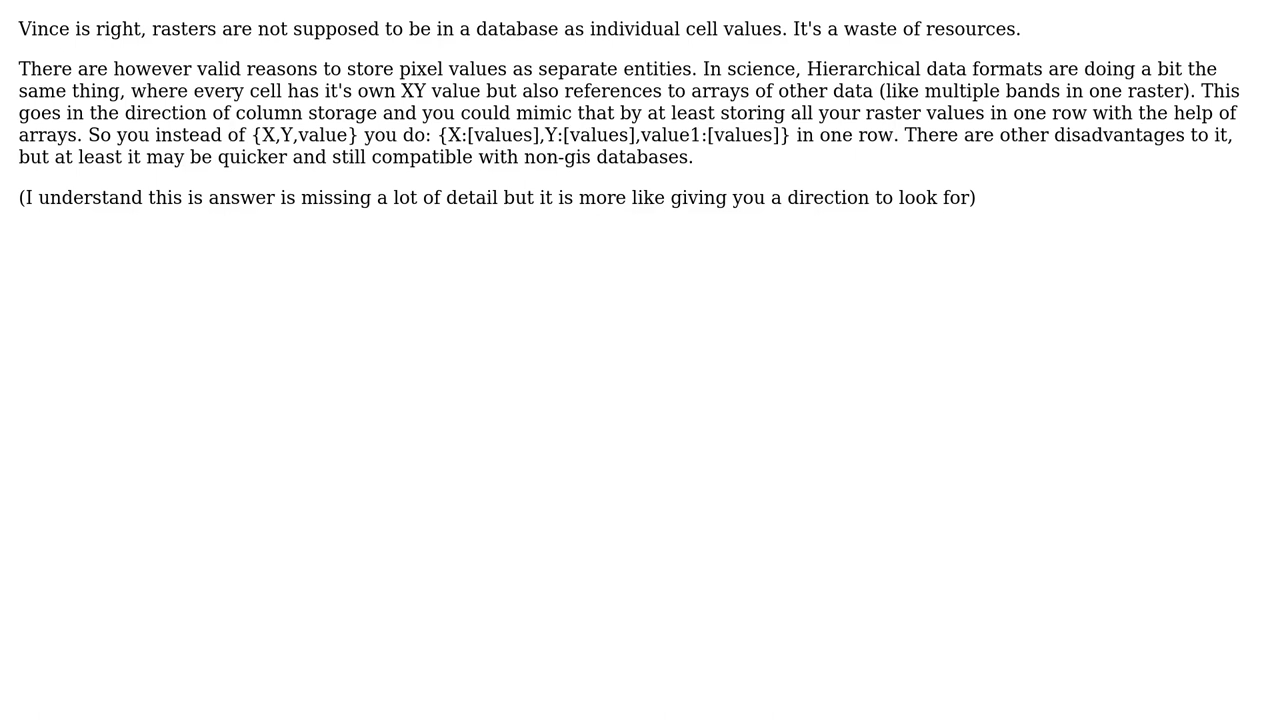 Vince is right, rasters are not supposed to be in a database as individual cell values. It's a waste of resources.
There are however valid reasons to store pixel values as separate entities. In science, Hierarchical data formats are doing a bit the
same thing, where every cell has it's own XY value but also references to arrays of other data (like multiple bands in one raster). This
goes in the direction of column storage and you could mimic that by at least storing all your raster values in one row with the help of
arrays. So you instead of {X,Y,value} you do: {X:[values],Y:[values],value1:[values]} in one row. There are other disadvantages to it,
but at least it may be quicker and still compatible with non-gis databases.
(I understand this is answer is missing a lot of detail but it is more like giving you a direction to look for)